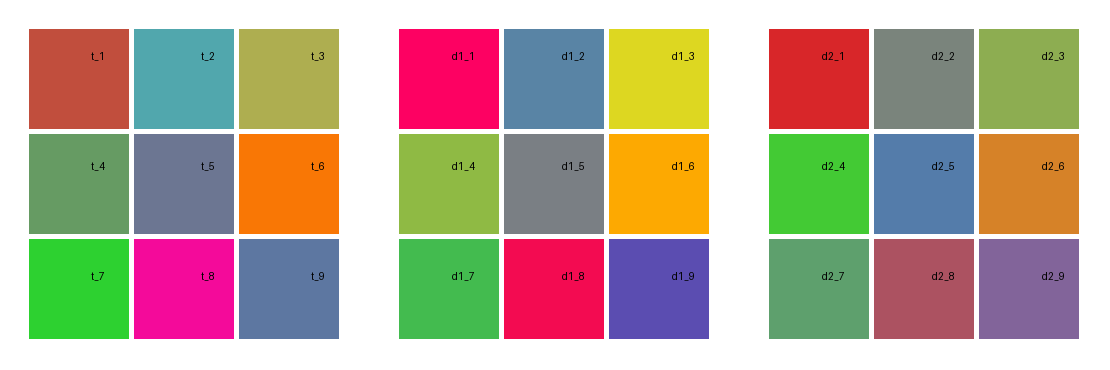 t_1 t_2 t_3 d1_1 d1_2 d1_3 d2_1 d2_2 d2_3
t_4 t_5 t_6 d1_4 d1_5 d1_6 d2_4 d2_5 d2_6
t_7 t_8 t_9 d1_7 d1_8 d1_9 d2_7 d2_8 d2_9